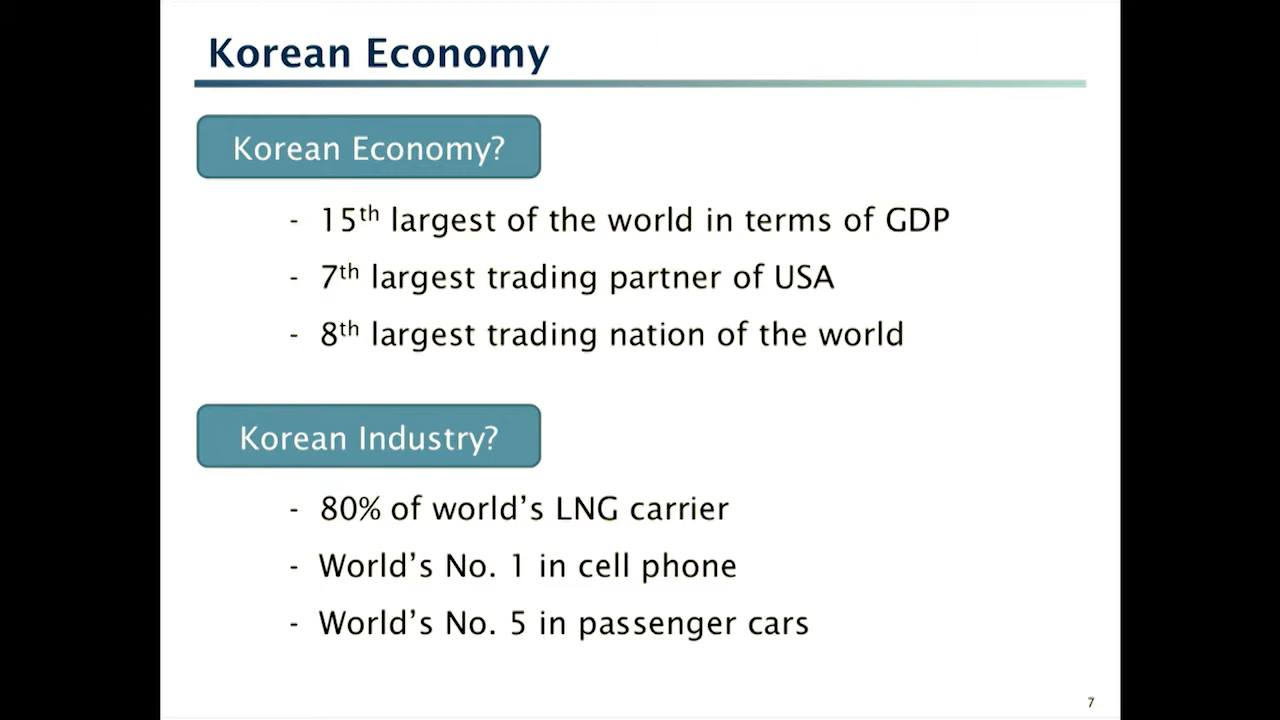 Korean Economy
Korean Economy?
- 15th largest of the world in terms of GDP
- 7th largest trading partner of USA
- 8th largest trading nation of the world
Korean Industry?
- 80% of world’s LNG carrier
- World’s No. 1 in cell phone
- World’s No. 5 in passenger cars
7